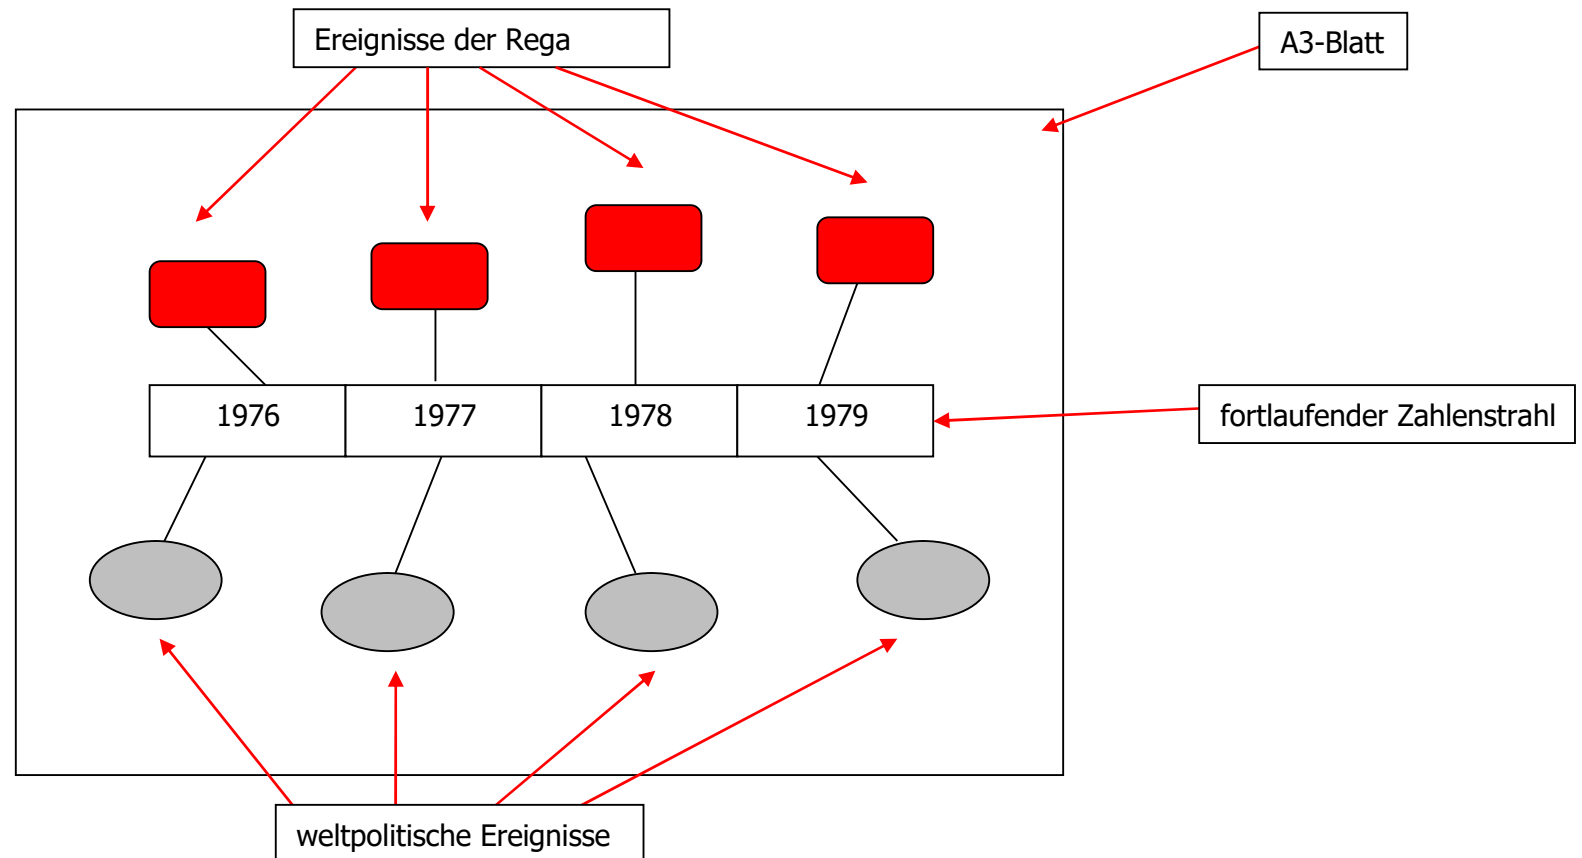 Ereignisse der Rega
A3-Blatt
1976
1977
1978
1979
fortlaufender Zahlenstrahl
weltpolitische Ereignisse